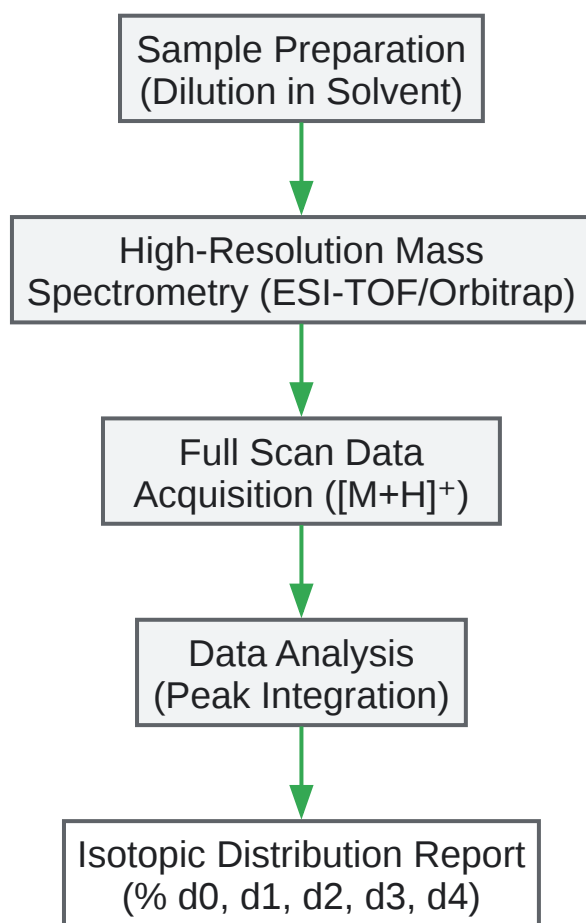 Sample Preparation
(Dilution in Solvent)
High-Resolution Mass
Spectrometry (ESI-TOF/Orbitrap)
Full Scan Data
Acquisition ([M+H]⁺)
Data Analysis
(Peak Integration)
Isotopic Distribution Report
(% d0, d1, d2, d3, d4)